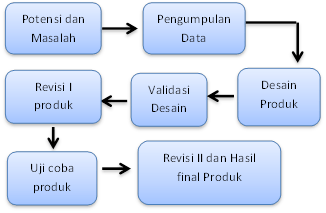 Potensi dan
Masalah
Pengumpulan
Data
Desain
Produk
Validasi
Desain
Revisi I
produk
Uji coba
produk
Revisi II dan Hasil
final Produk